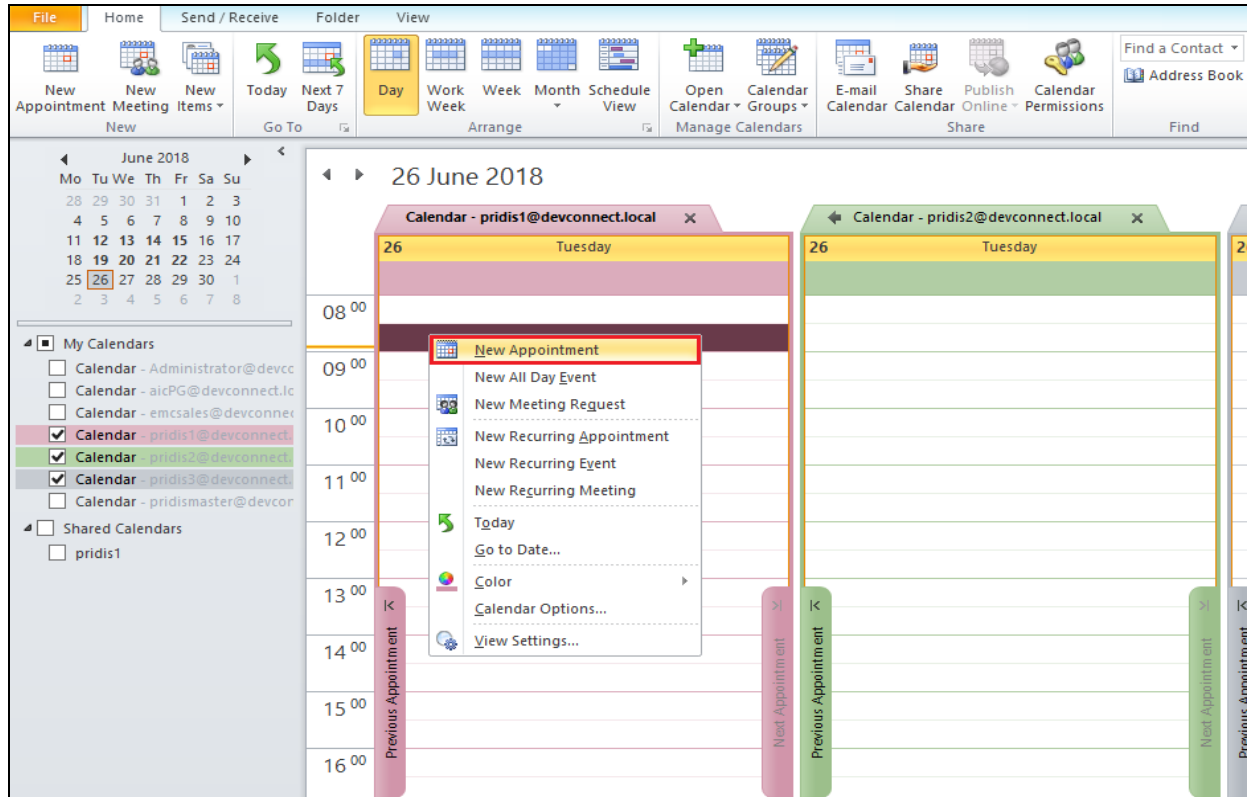 File Home Send / Receive Folder View
New Appointment
New Meeting
New Items
Today
Next 7 Days
Day
Work Week
Week
Month
Schedule View
Open Calendar
Calendar Groups
E-mail Calendar
Share Calendar
Publish Online
Calendar Permissions
Find a Contact
Address Book
New Go To Arrange Manage Calendars Share Find
June 2018
Mo Tu We Th Fr Sa Su
28 29 30 31 1 2 3
4 5 6 7 8 9 10
11 12 13 14 15 16 17
18 19 20 21 22 23 24
25 26 27 28 29 30 1
2 3 4 5 6 7 8
My Calendars
Calendar - Administrator@devcc
Calendar - aicPG@devconnect.lc
Calendar - emcsales@devconnec
Calendar - pridis1@devconnect.
Calendar - pridis2@devconnect.
Calendar - pridis3@devconnect.
Calendar - pridismaster@devcor
Shared Calendars
pridis1
26 June 2018
Calendar - pridis1@devconnect.local
Calendar - pridis2@devconnect.local
26 Tuesday
26 Tuesday
2
08 00
09 00
10 00
11 00
12 00
13 00
14 00
15 00
16 00
New Appointment
New All Day Event
New Meeting Request
New Recurring Appointment
New Recurring Event
New Recurring Meeting
Today
Go to Date...
Color
Calendar Options...
View Settings...
Previous Appointment
Next Appointment
Previous Appointment
Next Appointment
Previous Appointment